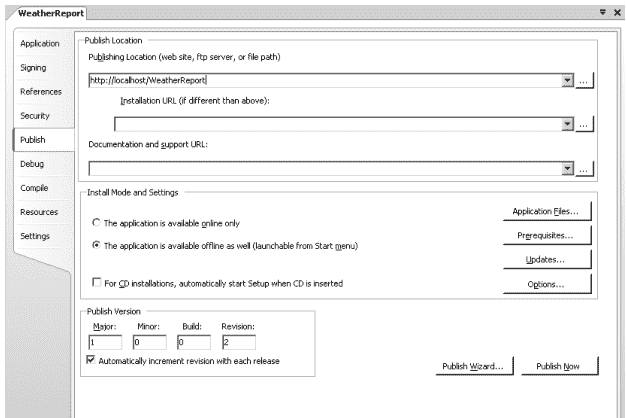 WeatherReport
Application
Signing
References
Security
Publish
Debug
Compile
Resources
Settings
Publish Location
Publishing Location (web site, ftp server, or file path)
http://localhost/WeatherReport
...
Installation URL (if different than above):
...
Documentation and support URL:
...
Install Mode and Settings
The application is available online only
The application is available offline as well (launchable from Start menu)
For CD installations, automatically start Setup when CD is inserted
Application Files...
Prerequisites...
Updates...
Options...
Publish Version
Major: Minor: Build: Revision:
1 0 0 2
Automatically increment revision with each release
Publish Wizard... Publish Now